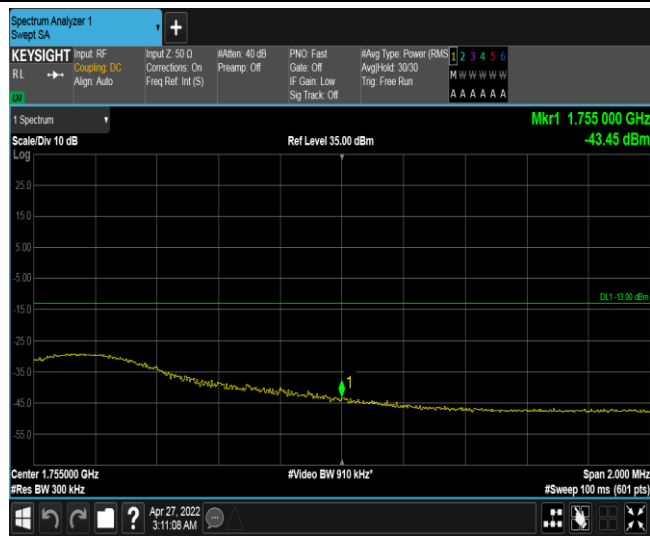 Spectrum Analyzer 1
Swept SA
KEYSIGHT
RL
Input: RF
Coupling: DC
Align: Auto
Input Z: 50 Ω
Corrections: On
Freq Ref: Int (S)
#Atten: 40 dB
Preamp: Off
PNO: Fast
Gate: Off
IF Gain: Low
Sig Track: Off
#Avg Type: Power (RMS
Avg|Hold: 30/30
Trig: Free Run
1 2 3 4 5 6
M W W W W W
A A A A A A
1 Spectrum
Mkr1 1.755 000 GHz
-43.45 dBm
Scale/Div 10 dB
Ref Level 35.00 dBm
Log
25.0
15.0
5.00
-5.00
DL1 -13.00 dBm
-15.0
-25.0
-35.0
1
-45.0
-55.0
Center 1.755000 GHz
#Video BW 910 kHz*
Span 2.000 MHz
#Res BW 300 kHz
#Sweep 100 ms (601 pts)
?
Apr 27, 2022
3:11:08 AM